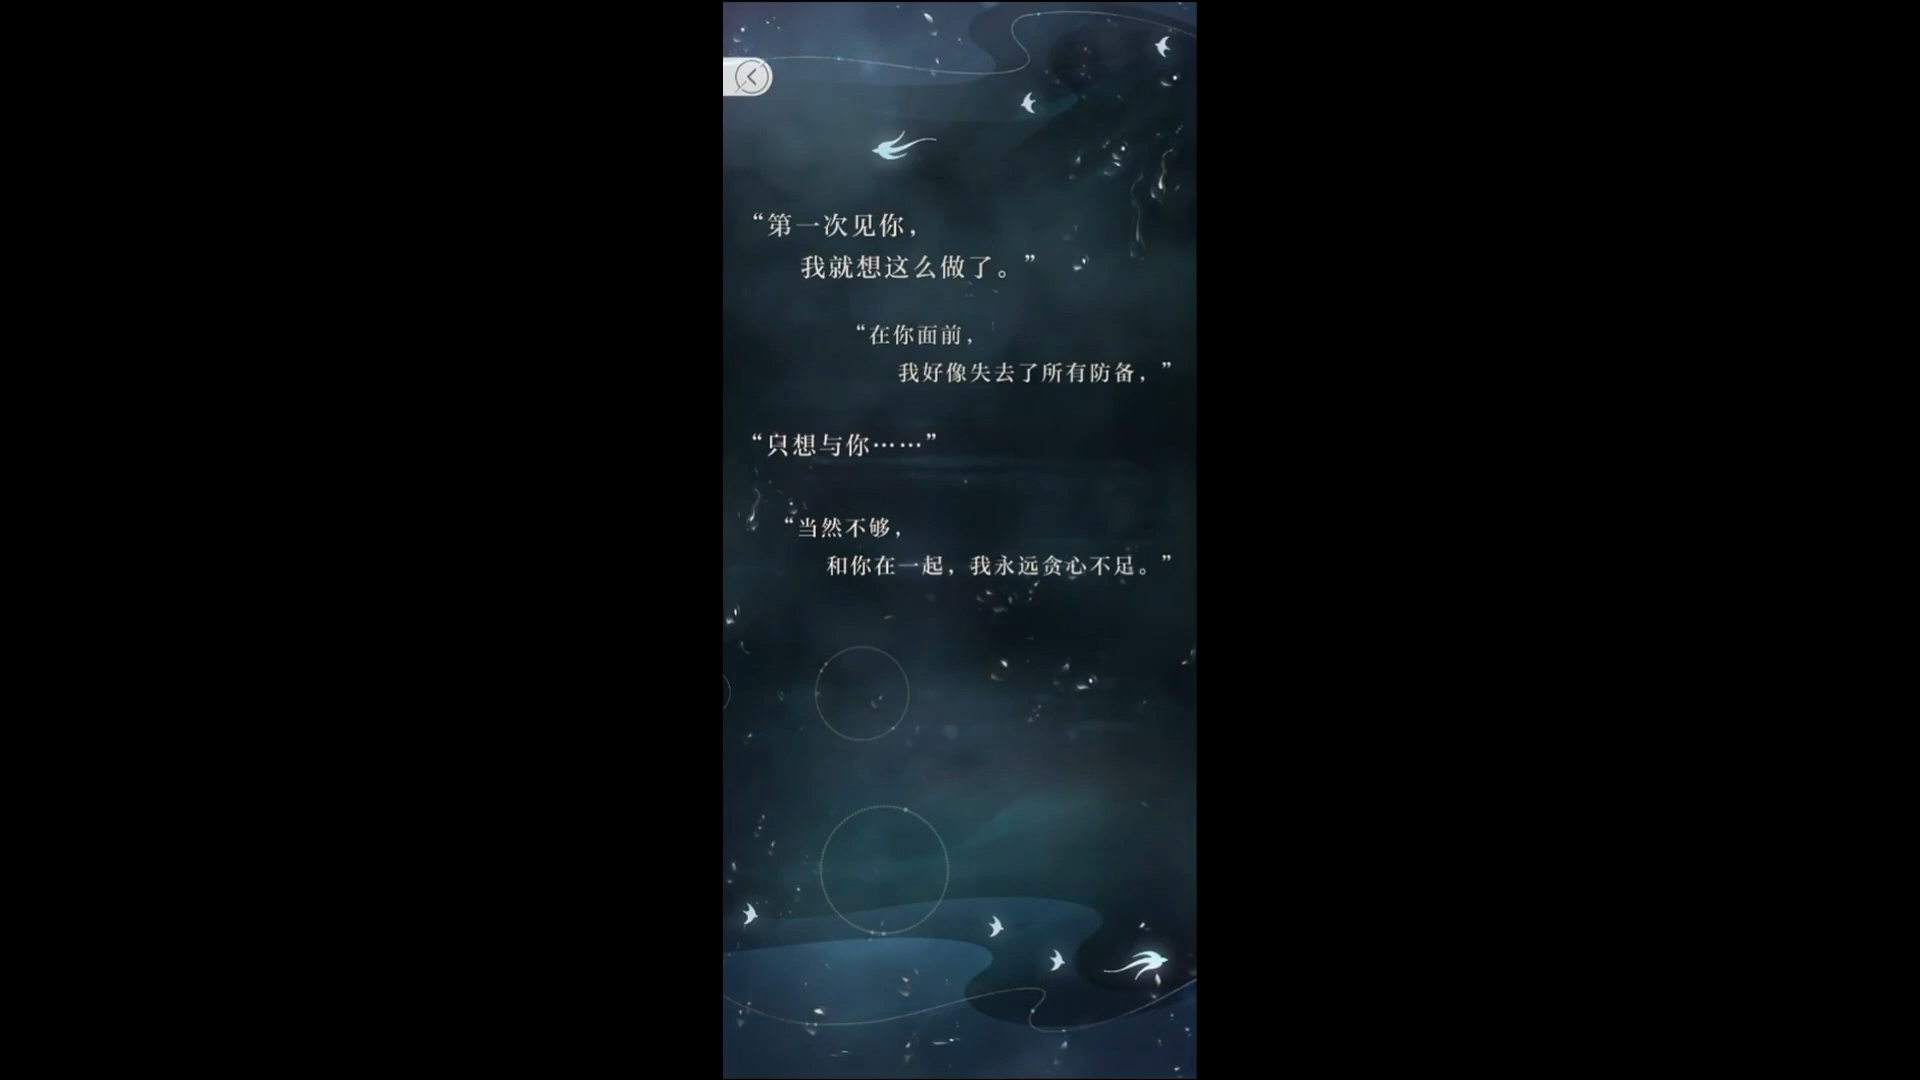 “第一次见你，
我就想这么做了。”
“在你面前，
我好像失去了所有防备，”
“只想与你……”
“当然不够，
和你在一起，我永远贪心不足。”